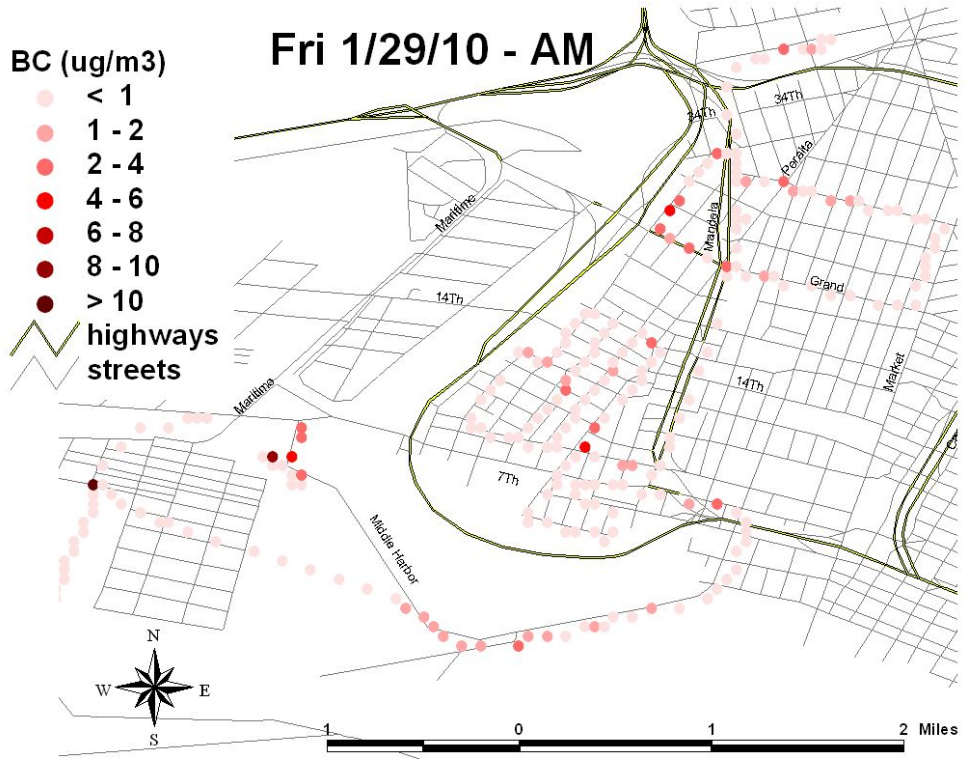 Fri 1/29/10 - AM
BC (ug/m3)
< 1
1 - 2
2 - 4
4 - 6
6 - 8
8 - 10
> 10
highways
streets
34Th
34Th
Peralta
Maritime
Mandela
14Th
Grand
Market
14Th
Maritime
7Th
Middle Harbor
N
W E
S
1 0 1 2 Miles